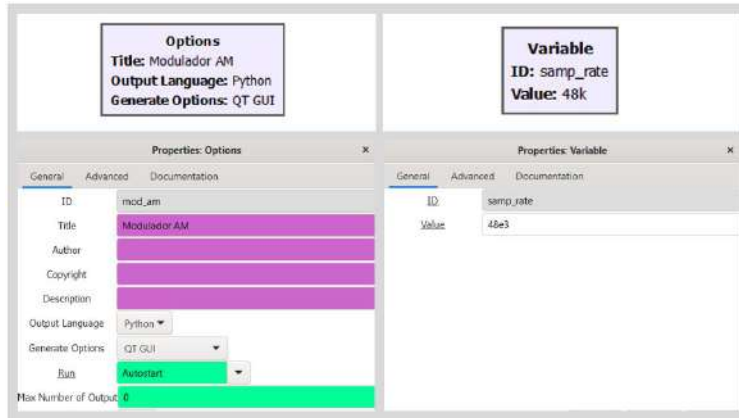 Options
Title: Modulador AM
Output Language: Python
Generate Options: QT GUI
Variable
ID: samp_rate
Value: 48k
Properties: Options
×
General Advanced Documentation
ID mod_am
Title Modulador AM
Author
Copyright
Description
Output Language Python
Generate Options QT GUI
Run Autostart
Max Number of Output 0
Properties: Variable
×
General Advanced Documentation
ID samp_rate
Value 48e3